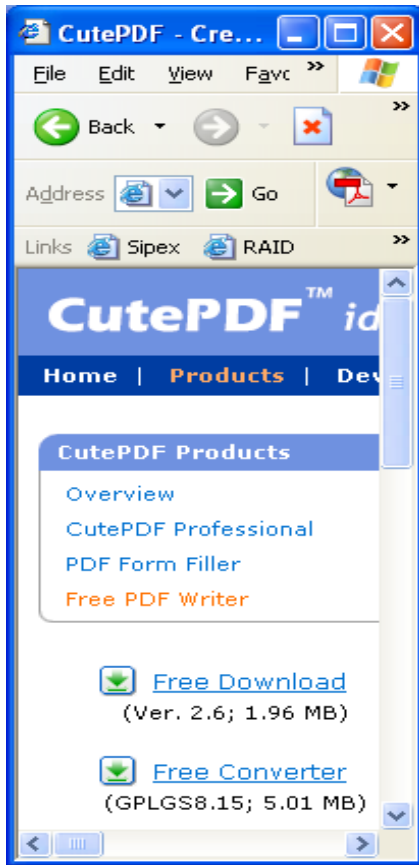 CutePDF - Cre...
File Edit View Favc »
Back »
Address Go
Links Sipex RAID »
CutePDF™ id
Home | Products | Dev
CutePDF Products
Overview
CutePDF Professional
PDF Form Filler
Free PDF Writer
Free Download
(Ver. 2.6; 1.96 MB)
Free Converter
(GPLGS8.15; 5.01 MB)